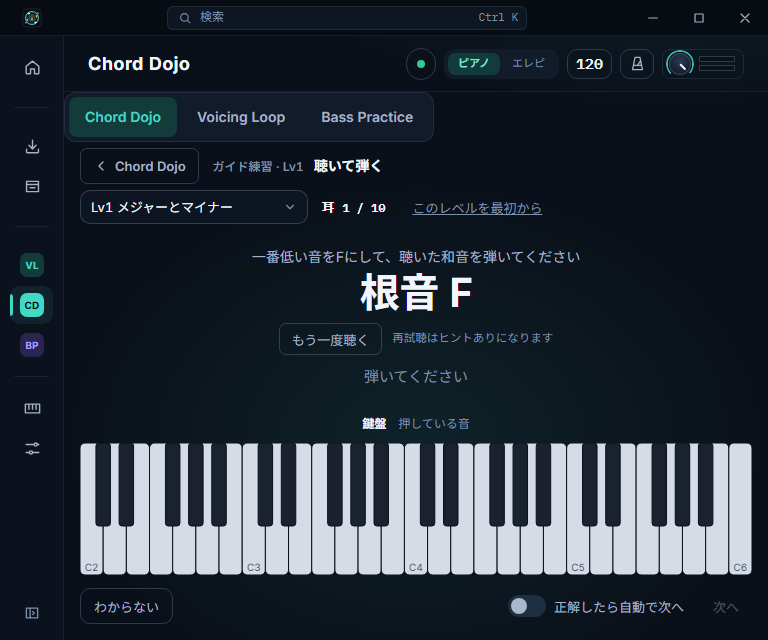 検索 Ctrl K
Chord Dojo ピアノ エレピ 120
Chord Dojo Voicing Loop Bass Practice
Chord Dojo ガイド練習 · Lv1 聴いて弾く
Lv1 メジャーとマイナー 耳 1 / 10 このレベルを最初から
VL
一番低い音をFにして、聴いた和音を弾いてください
根音 F
CD
もう一度聴く 再試聴はヒントありになります
BP
弾いてください
鍵盤 押している音
C2 C3 C4 C5 C6
わからない 正解したら自動で次へ 次へ